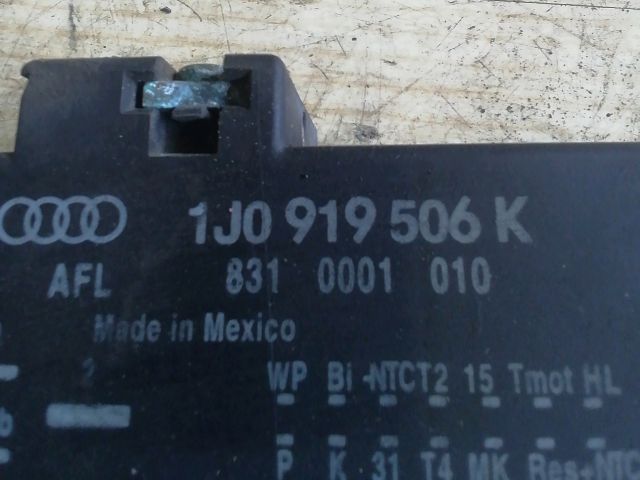 1J0 919 506 K
AFL 831 0001 010
Made in Mexico
2
WP Bi -NTC T2 15 Tmot HL
b
P K 31 T4 MK Res +NTC